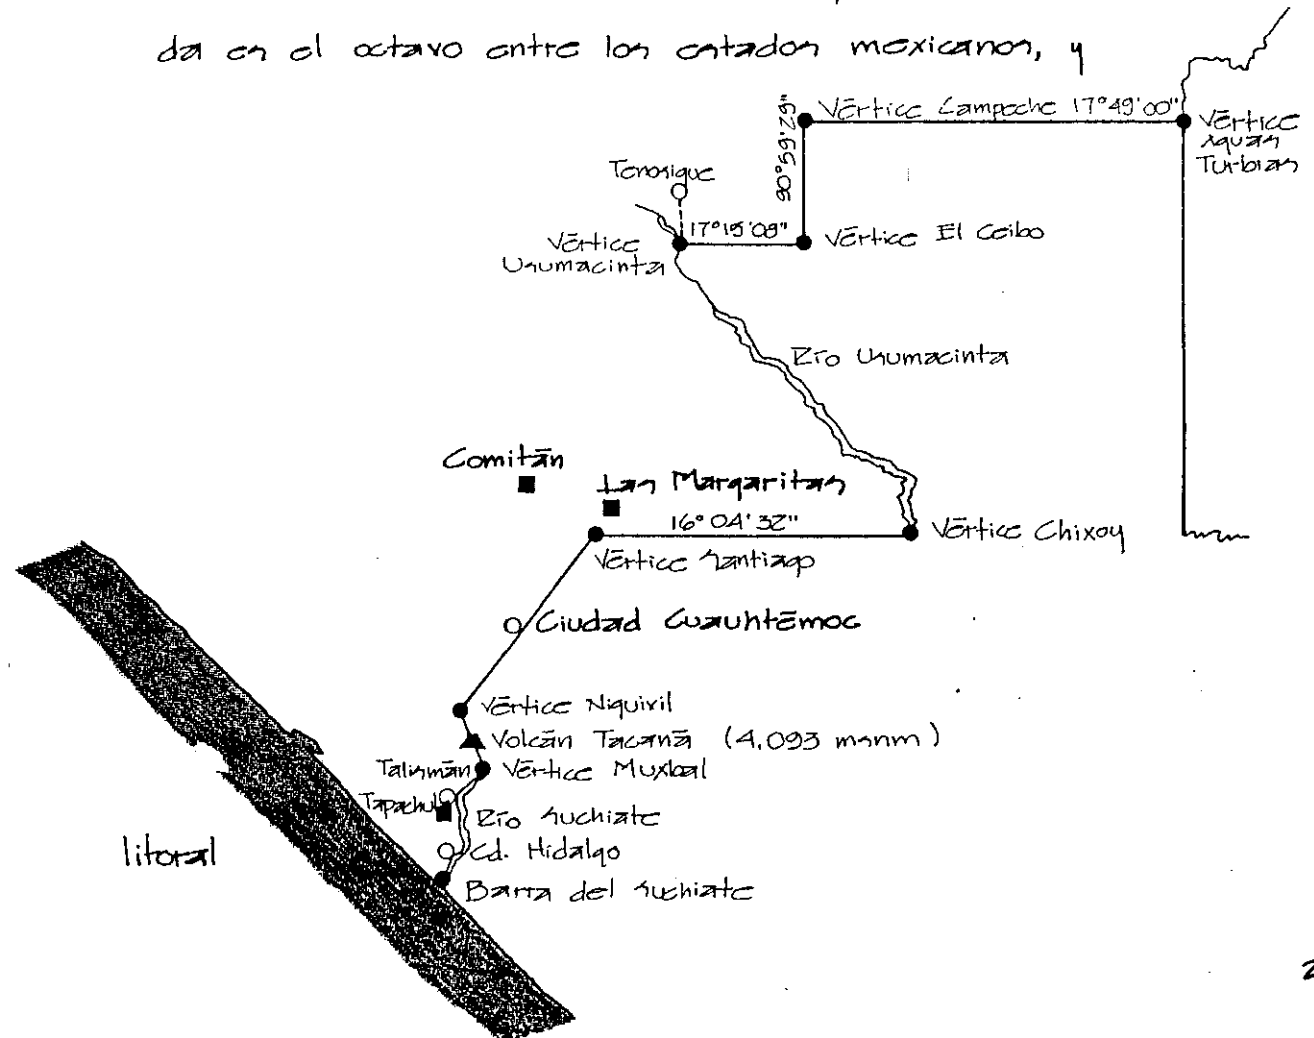 da en el octavo entre los estados mexicanos, y
Vértice Campeche 17°49'00"
Vértice
Aguas
Turbias
90°59'29"
Tenosique
17°15'09"
Vértice El Ceibo
Vértice
Usumacinta
Río Usumacinta
Comitán
Las Margaritas
16°04'32"
Vértice Chixoy
Vértice Santiago
Ciudad Cuauhtémoc
Vértice Niquivil
Volcán Tacaná (4,093 msnm)
Talismán
Vértice Muxbal
Tapachul
Río Suchiate
Cd. Hidalgo
litoral
Barra del Suchiate
2